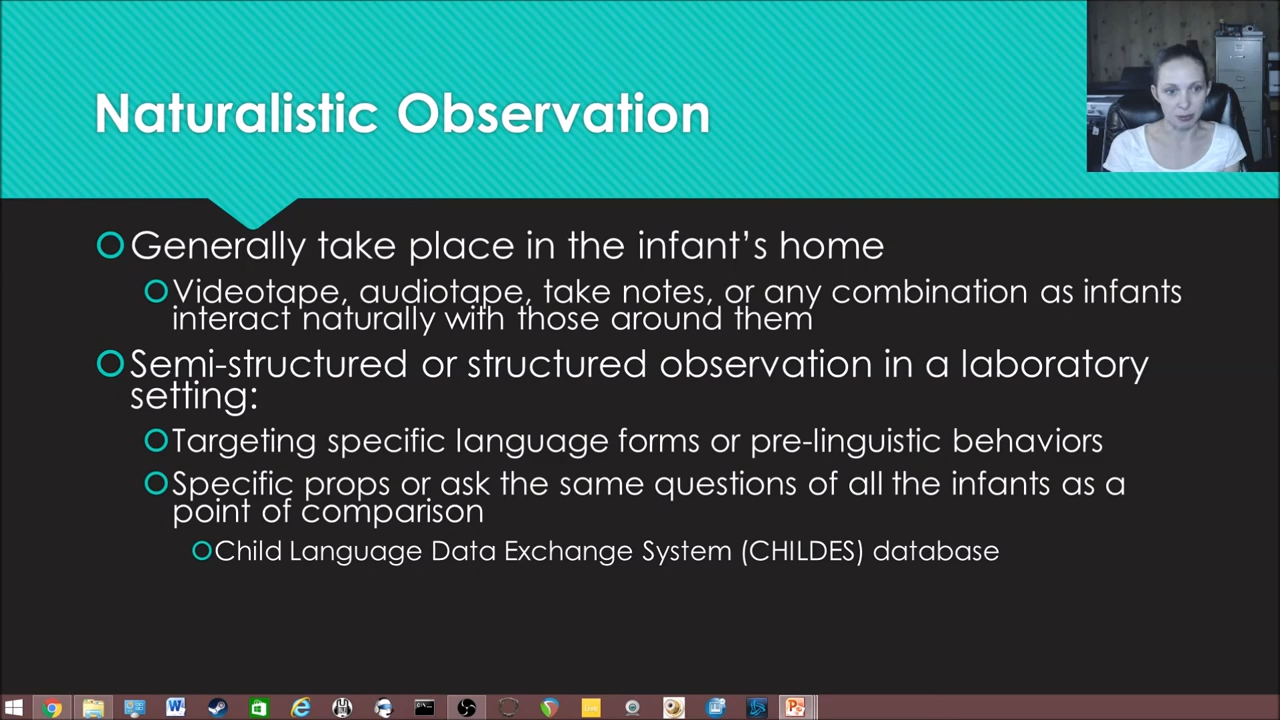 Naturalistic Observation
Generally take place in the infant’s home
Videotape, audiotape, take notes, or any combination as infants
interact naturally with those around them
Semi-structured or structured observation in a laboratory
setting:
Targeting specific language forms or pre-linguistic behaviors
Specific props or ask the same questions of all the infants as a
point of comparison
Child Language Data Exchange System (CHILDES) database